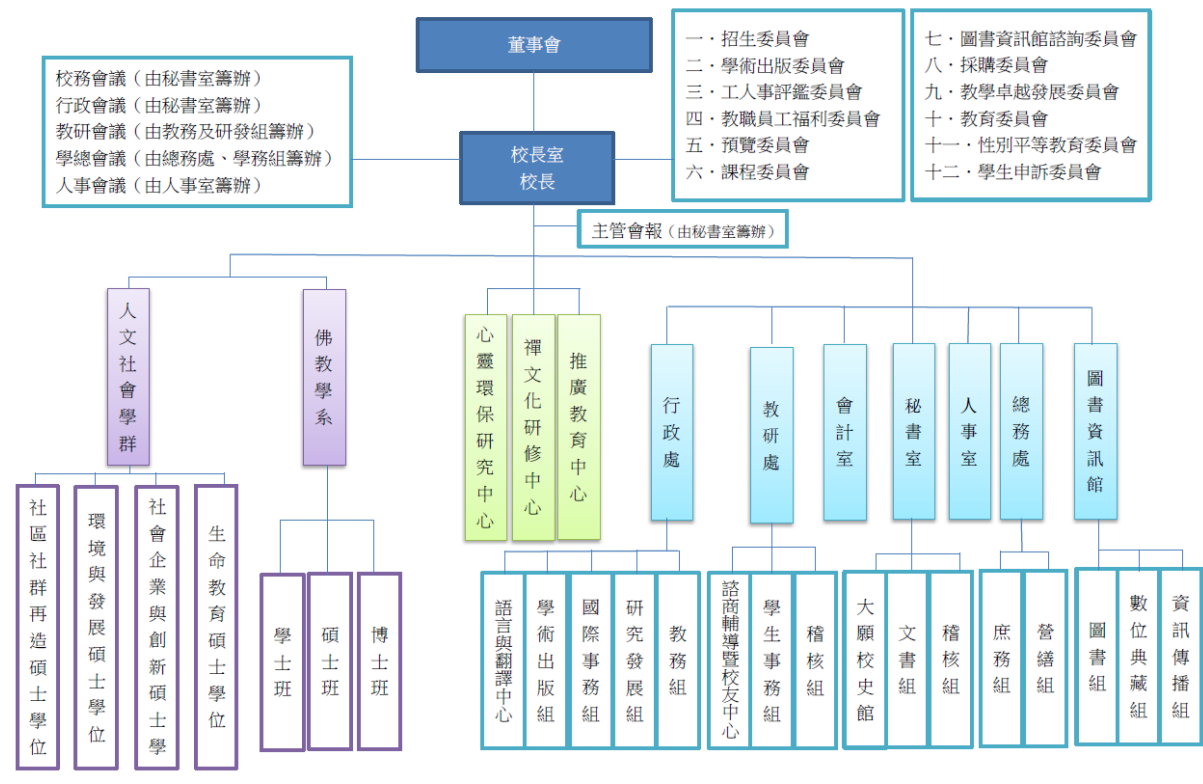 董事會
校務會議（由秘書室籌辦）
行政會議（由秘書室籌辦）
教研會議（由教務及研發組籌辦）
學總會議（由總務處、學務組籌辦）
人事會議（由人事室籌辦）
校長室
校長
一．招生委員會
二．學術出版委員會
三．工人事評鑑委員會
四．教職員工福利委員會
五．預覽委員會
六．課程委員會
七．圖書資訊館諮詢委員會
八．採購委員會
九．教學卓越發展委員會
十．教育委員會
十一．性別平等教育委員會
十二．學生申訴委員會
主管會報（由秘書室籌辦）
人文社會學群
佛教學系
心靈環保研究中心
禪文化研修中心
推廣教育中心
行政處
教研處
會計室
秘書室
人事室
總務處
圖書資訊館
社區社群再造碩士學位
環境與發展碩士學位
社會企業與創新碩士學
生命教育碩士學位
學士班
碩士班
博士班
語言與翻譯中心
學術出版組
國際事務組
研究發展組
教務組
諮商輔導暨校友中心
學生事務組
稽核組
大願校史館
文書組
稽核組
庶務組
營繕組
圖書組
數位典藏組
資訊傳播組